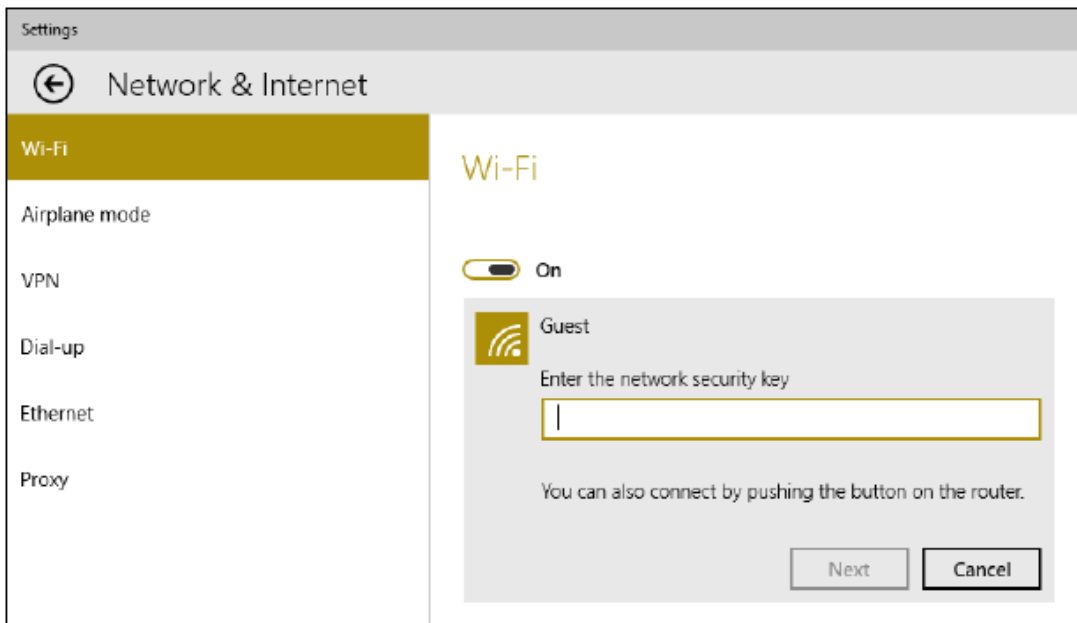 Settings
Network & Internet
Wi-Fi
Airplane mode
VPN
Dial-up
Ethernet
Proxy
Wi-Fi
On
Guest
Enter the network security key
You can also connect by pushing the button on the router.
Next Cancel